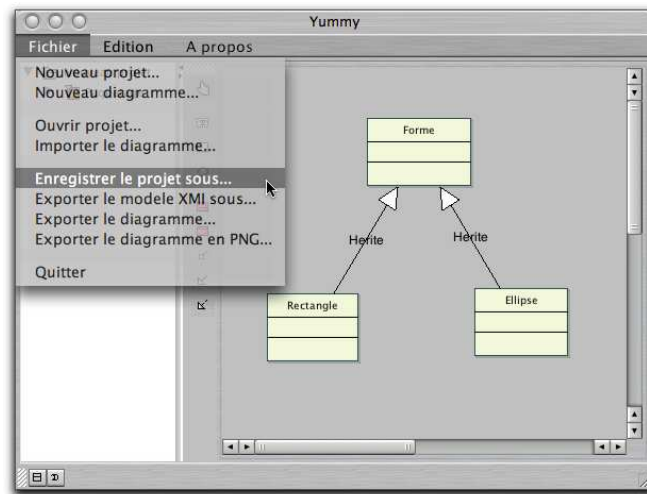 Yummy
Fichier Edition A propos
Nouveau projet...
Nouveau diagramme...
Ouvrir projet...
Importer le diagramme...
Enregistrer le projet sous...
Exporter le modele XMI sous...
Exporter le diagramme...
Exporter le diagramme en PNG...
Quitter
Forme
Herite
Herite
Rectangle
Ellipse